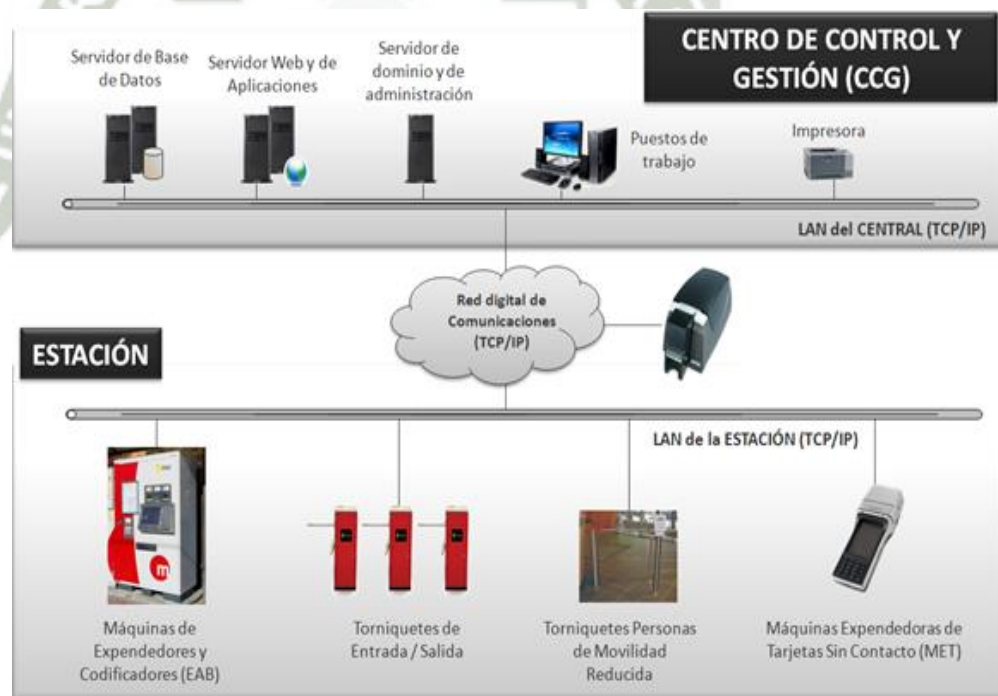 CENTRO DE CONTROL Y
GESTIÓN (CCG)
Servidor de Base
de Datos
Servidor Web y de
Aplicaciones
Servidor de
dominio y de
administración
Puestos de
trabajo
Impresora
LAN del CENTRAL (TCP/IP)
Red digital de
Comunicaciones
(TCP/IP)
ESTACIÓN
LAN de la ESTACIÓN (TCP/IP)
m
Máquinas de
Expendedores y
Codificadores (EAB)
Torniquetes de
Entrada / Salida
Torniquetes Personas
de Movilidad
Reducida
Máquinas Expendedoras de
Tarjetas Sin Contacto (MET)